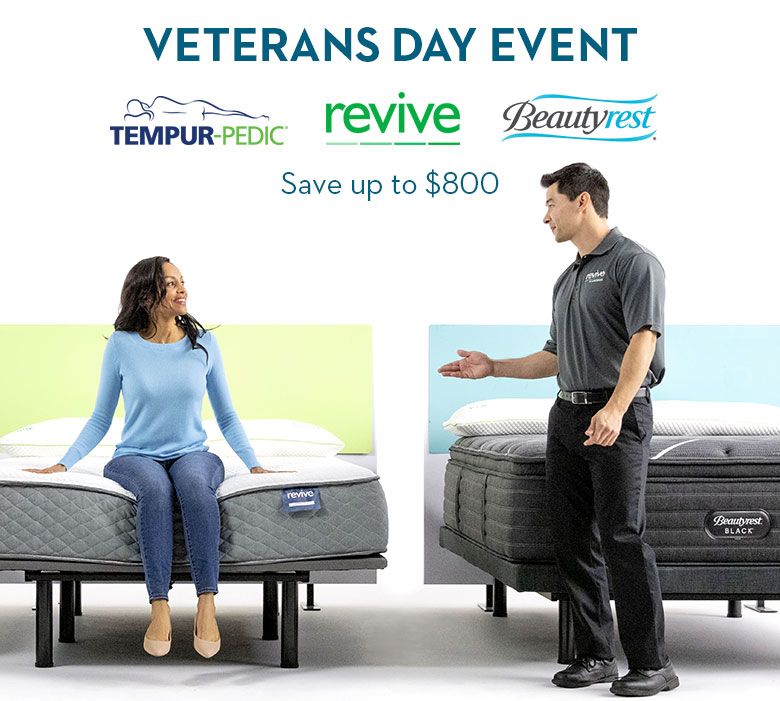 VETERANS DAY EVENT
TEMPUR-PEDIC
revive
Beautyrest
Save up to $800
revive
revive
Beautyrest
BLACK